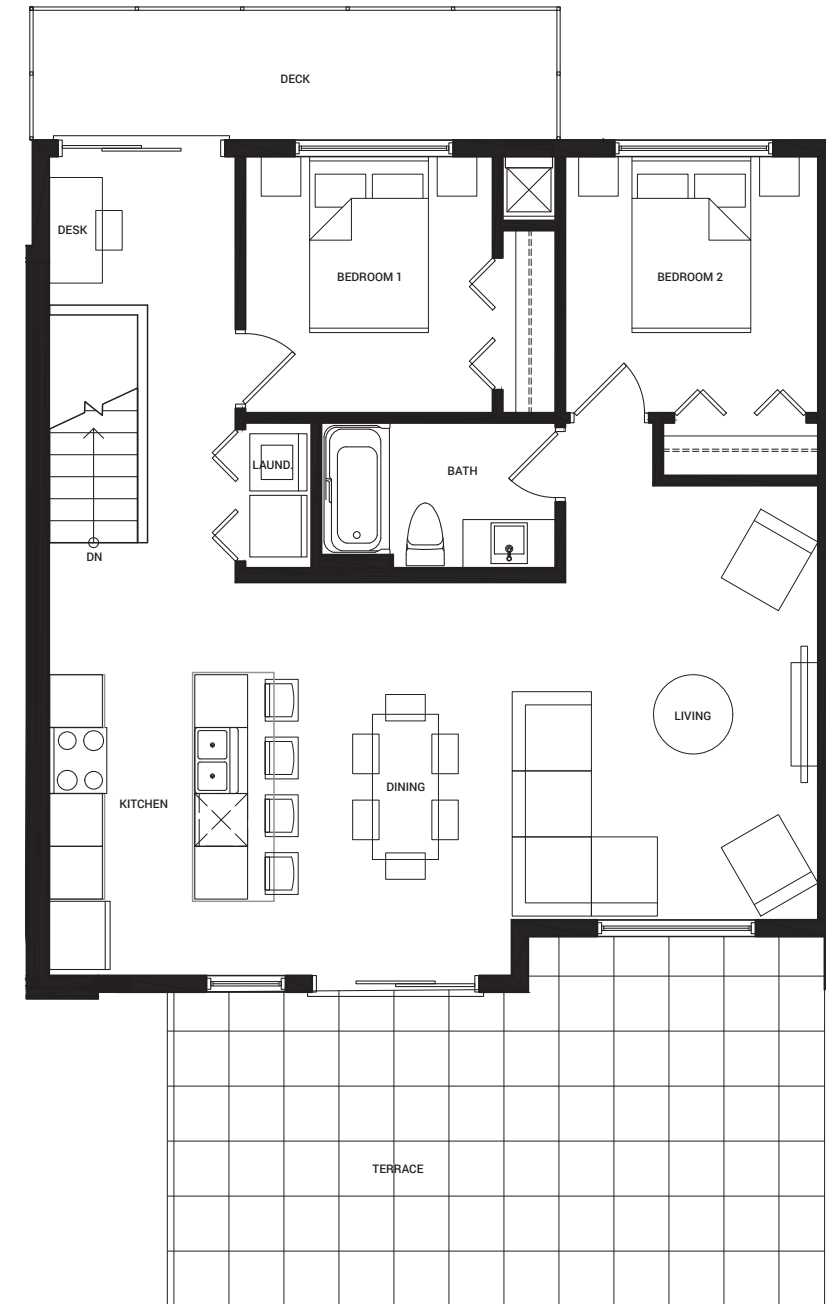 DECK
DESK
BEDROOM 1
BEDROOM 2
LAUND.
BATH
DN
LIVING
DINING
KITCHEN
TERRACE